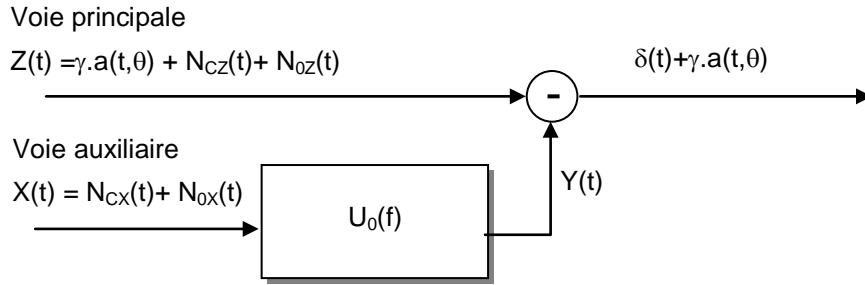 Voie principale
Z(t) =γ.a(t,θ) + N_CZ(t)+ N_0Z(t)
δ(t)+γ.a(t,θ)
-
Voie auxiliaire
X(t) = N_CX(t)+ N_0X(t)
U_0(f)
Y(t)